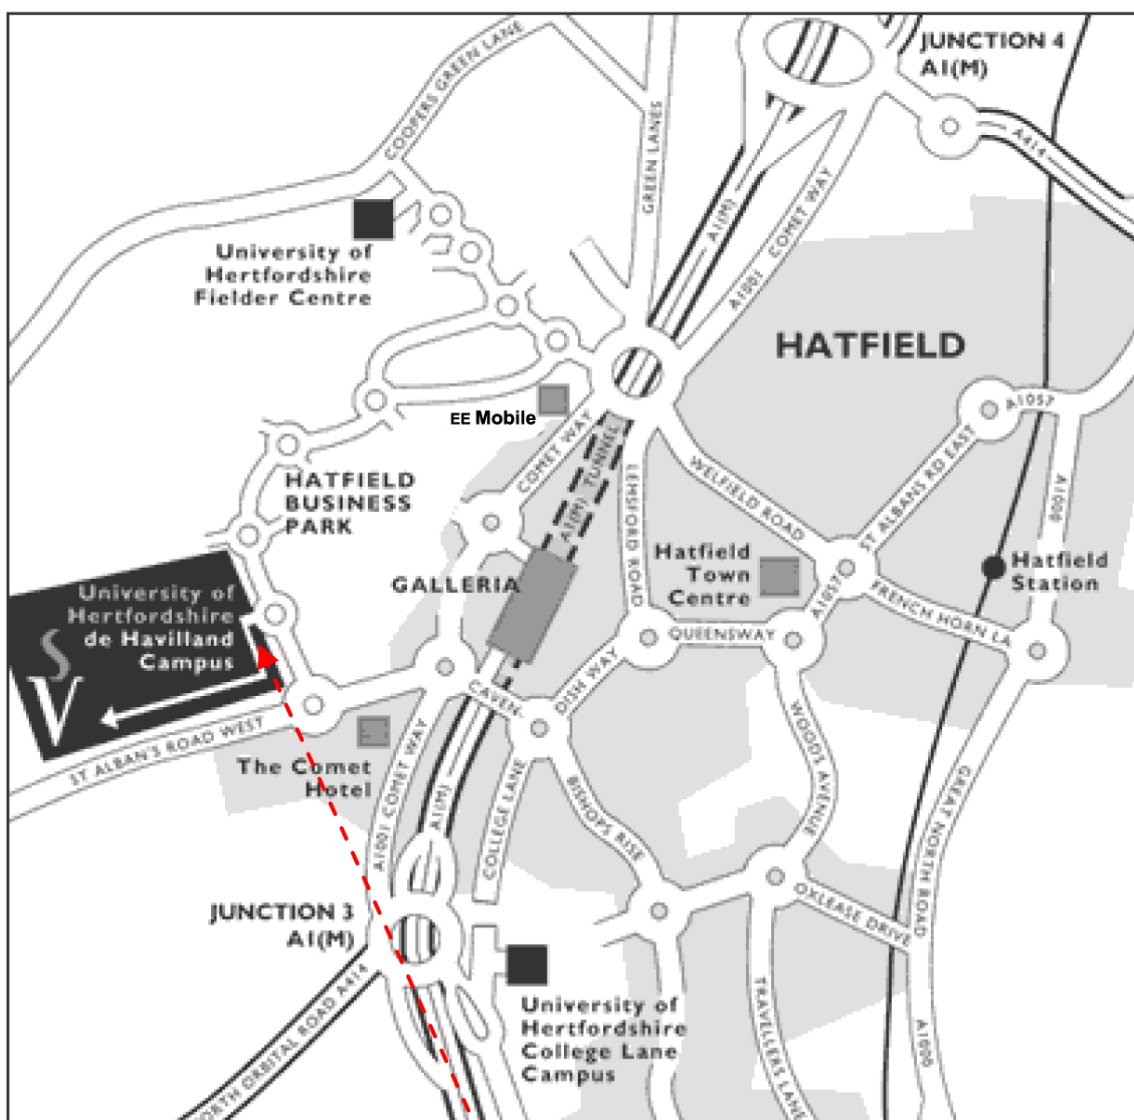 JUNCTION 4
A1(M)
COOPERS GREEN LANE
GREEN LANES
A1(M)
A1001 COMET WAY
A414
University of
Hertfordshire
Fielder Centre
HATFIELD
EE Mobile
COMET WAY
A1(M) TUNNEL
LEMSFORD ROAD
WELFIELD ROAD
ST ALBANS RD EAST
A1057
A1000
HATFIELD
BUSINESS
PARK
GALLERIA
Hatfield
Town
Centre
Hatfield
Station
A1057
FRENCH HORN LA
QUEENSWAY
University of
Hertfordshire
de Havilland
Campus
SV
ST ALBAN'S ROAD WEST
The Comet
Hotel
CAVEN-
DISH WAY
A1001 COMET WAY
A1(M)
COLLEGE LANE
BISHOPS RISE
WOODS AVENUE
GREAT NORTH ROAD
OXLEASE DRIVE
JUNCTION 3
A1(M)
NORTH ORBITAL ROAD A414
University of
Hertfordshire
College Lane
Campus
TRAVELLERS LANE
A1000